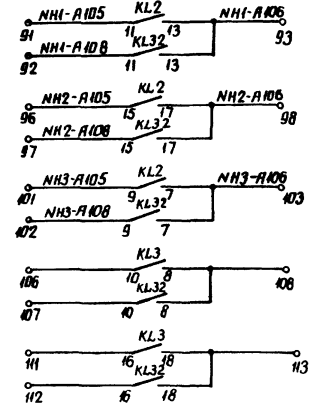 NH1-A105 KL2 NH1-A106
91 11 13 93
NH1-A108 KL32
92 11 13
NH2-A105 KL2 NH2-A106
96 15 17 98
NH2-A108 KL32
97 15 17
NH3-A105 KL2 NH3-A106
101 9 7 103
NH3-A108 KL32
102 9 7
KL3
106 10 8 108
KL32
107 10 8
KL3
111 16 18 113
KL32
112 16 18